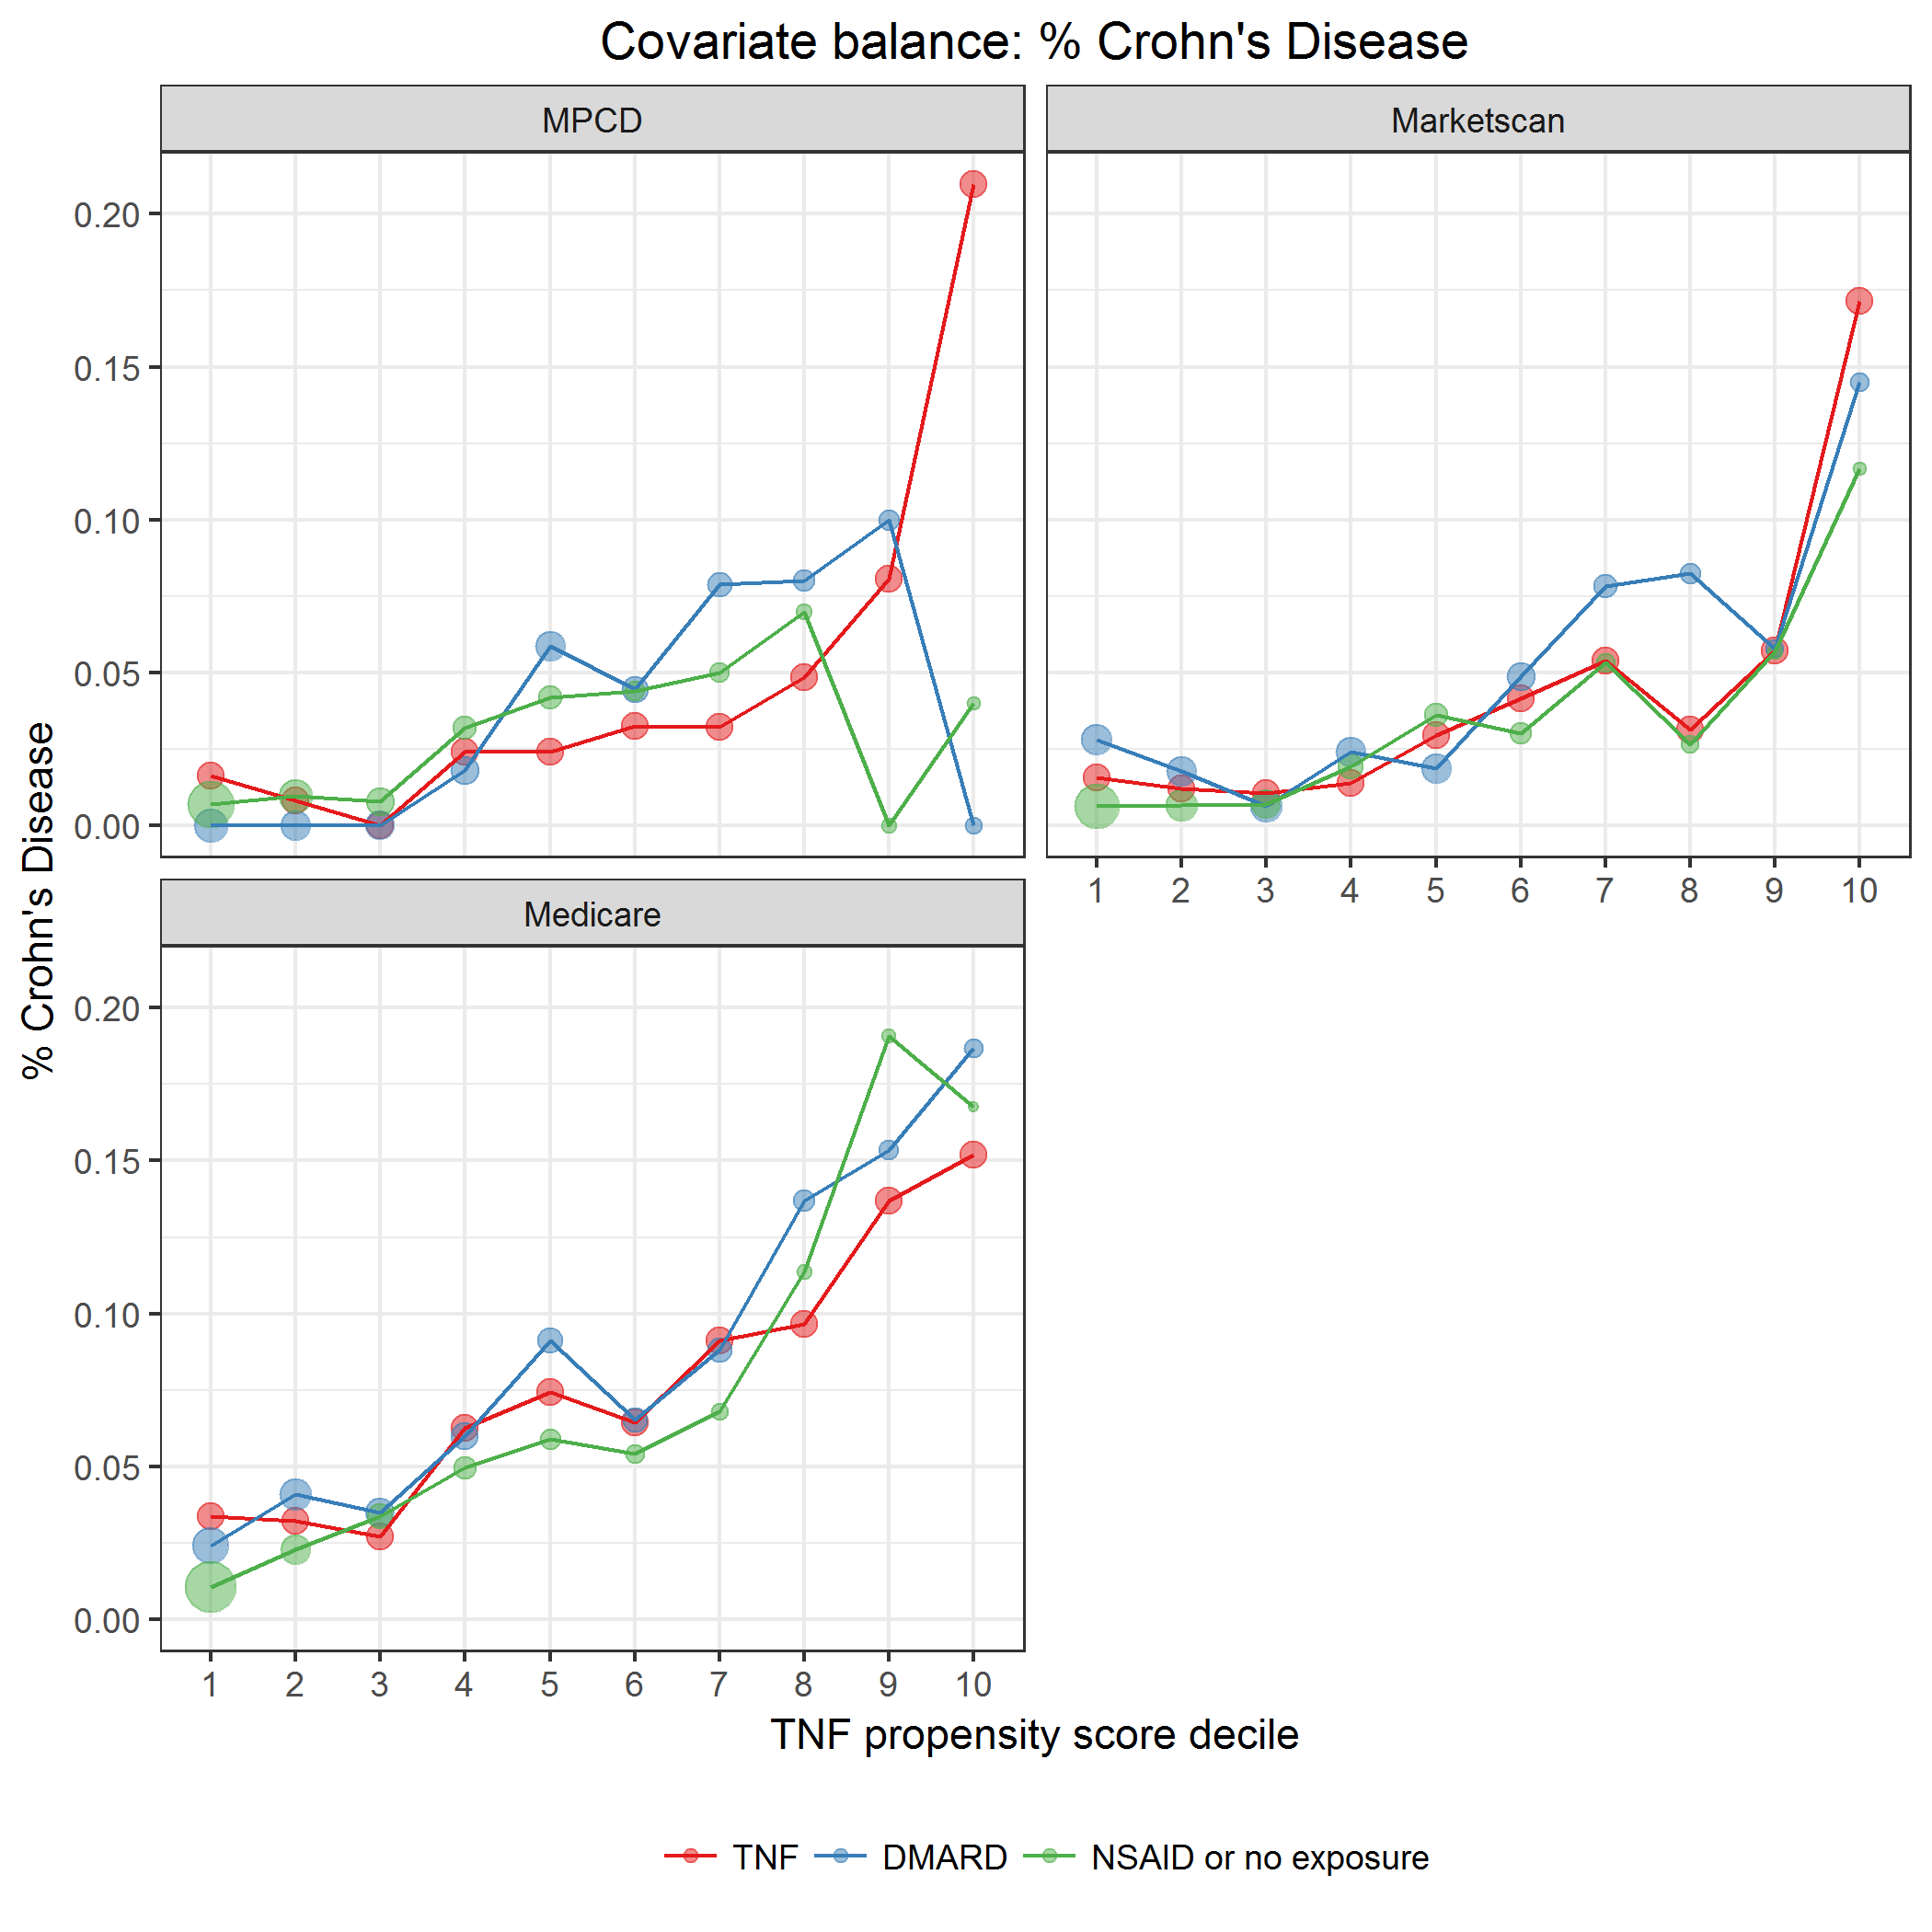 Covariate balance: % Crohn's Disease
MPCD
Marketscan
0.20
0.15
0.10
0.05
0.00
1 2 3 4 5 6 7 8 9 10
Medicare
0.20
0.15
0.10
0.05
0.00
1 2 3 4 5 6 7 8 9 10
% Crohn's Disease
TNF propensity score decile
TNF DMARD NSAID or no exposure